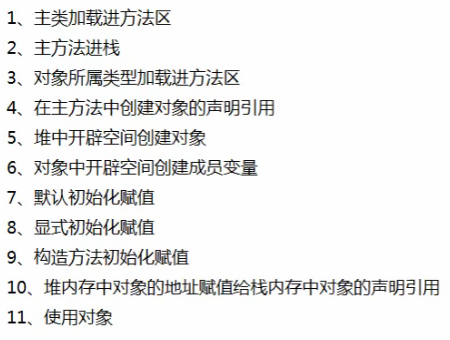 1、主类加载进方法区
2、主方法进栈
3、对象所属类型加载进方法区
4、在主方法中创建对象的声明引用
5、堆中开辟空间创建对象
6、对象中开辟空间创建成员变量
7、默认初始化赋值
8、显式初始化赋值
9、构造方法初始化赋值
10、堆内存中对象的地址赋值给栈内存中对象的声明引用
11、使用对象